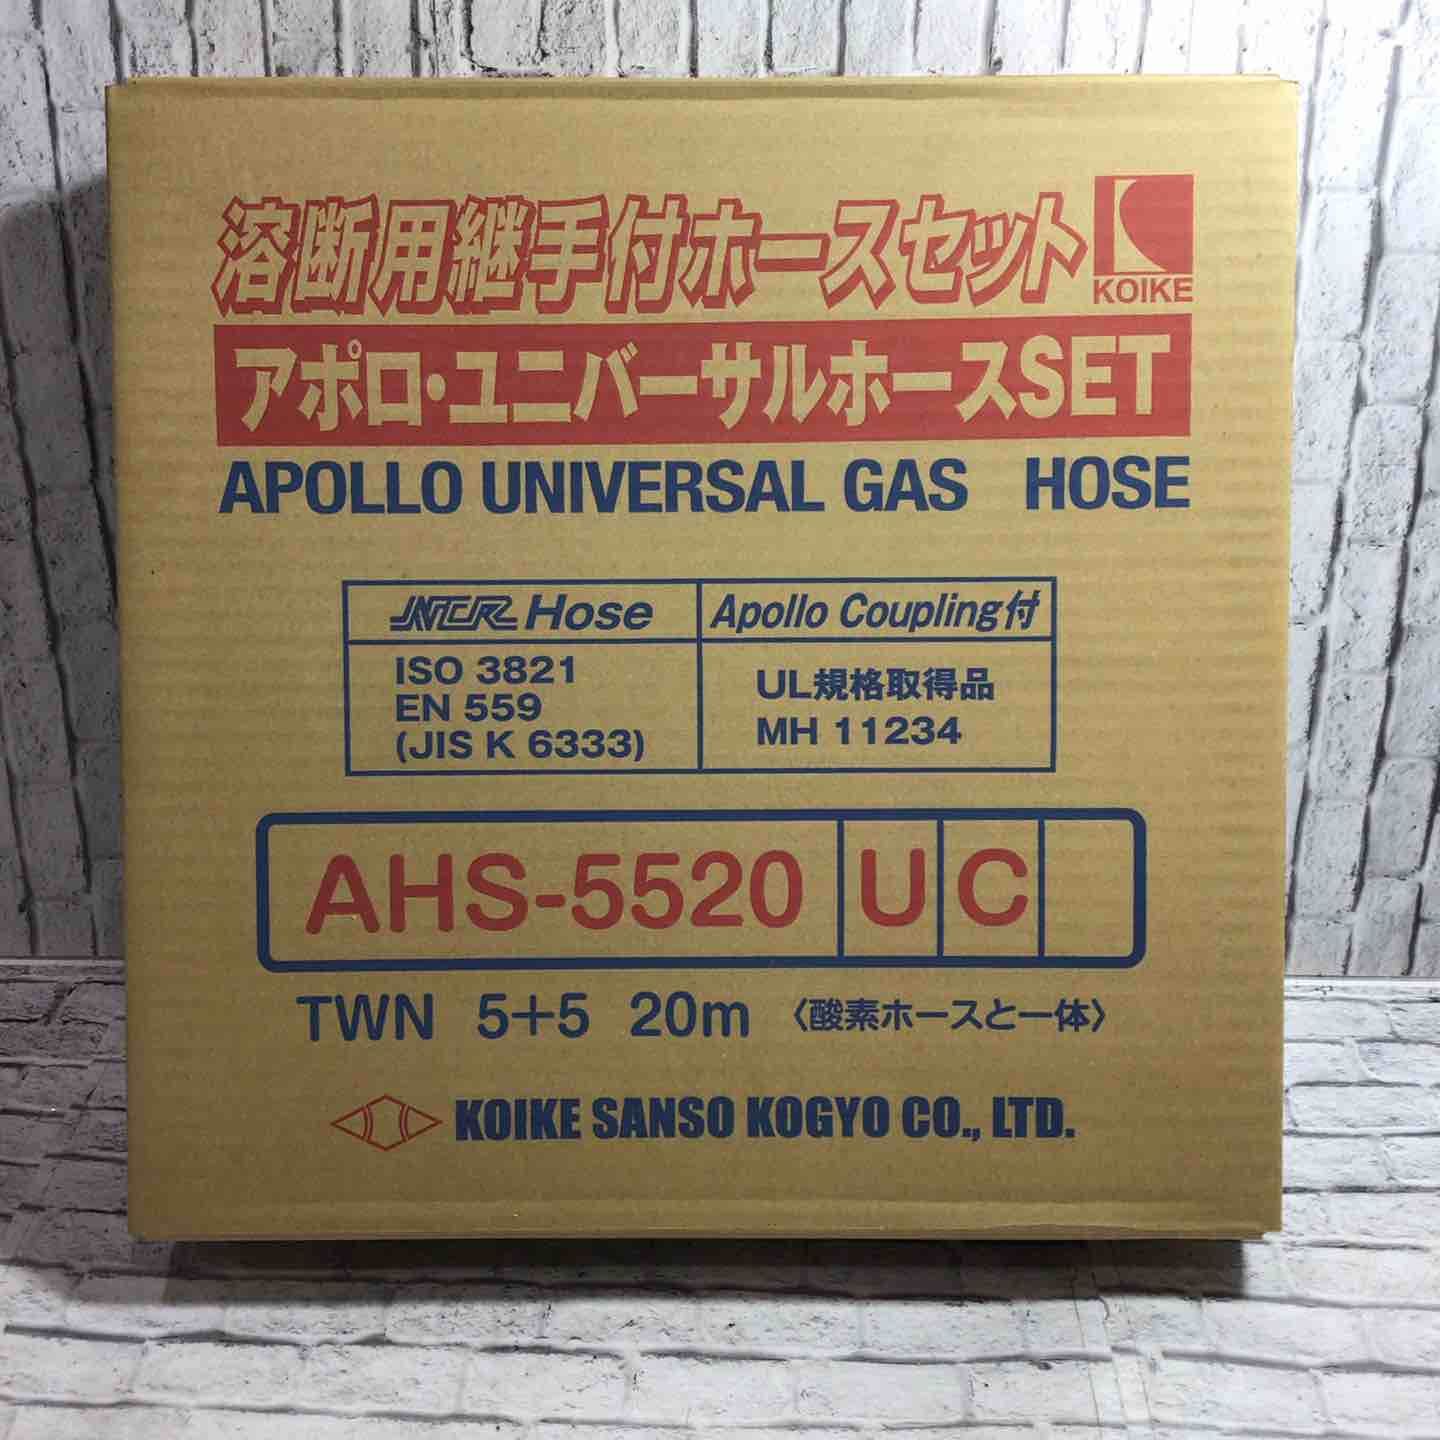 溶断用継手付ホースセット
KOIKE
アポロ・ユニバーサルホースSET
APOLLO UNIVERSAL GAS HOSE
NCR Hose
Apollo Coupling付
ISO 3821
EN 559
(JIS K 6333)
UL規格取得品
MH 11234
AHS-5520 U C
TWN 5+5 20m 〈酸素ホースと一体〉
KOIKE SANSO KOGYO CO., LTD.